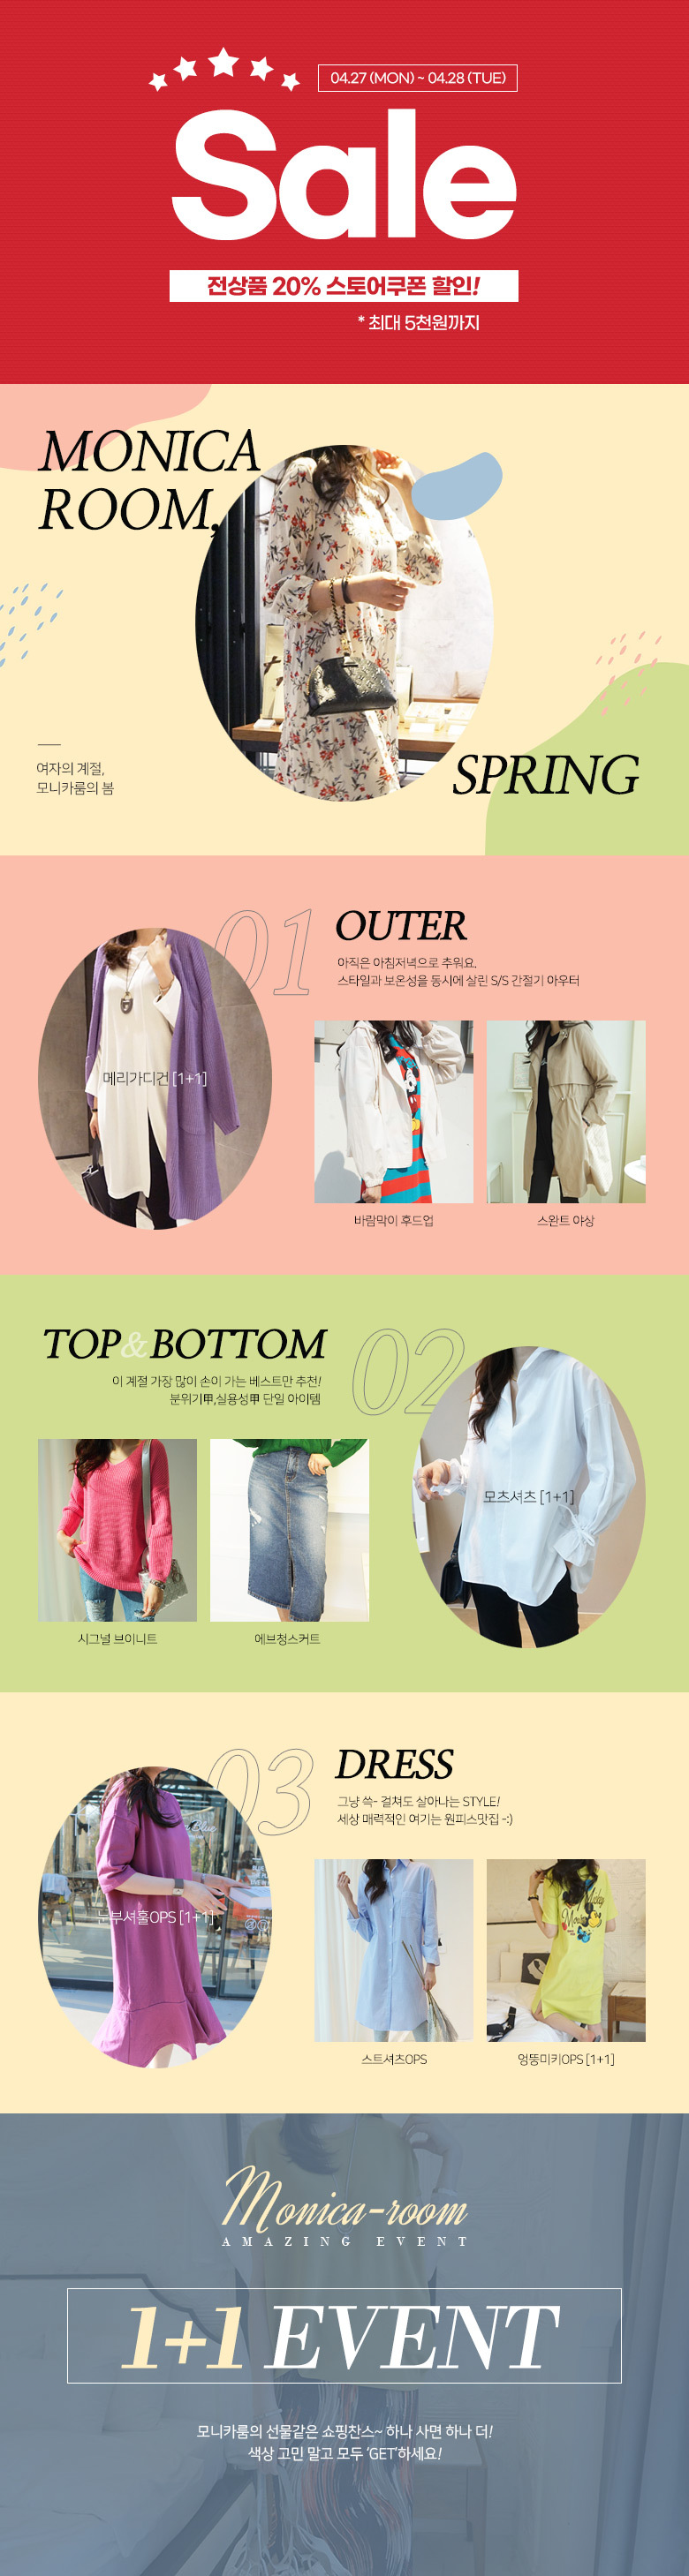 04.27 (MON) ~ 04.28 (TUE)
Sale
전상품 20% 스토어쿠폰 할인!
* 최대 5천원까지
MONICA
ROOM,
여자의 계절,
모니카룸의 봄
SPRING
01
OUTER
아직은 아침저녁으로 추워요.
스타일과 보온성을 동시에 살린 S/S 간절기 아우터
메리가디건 [1+1]
바람막이 후드업
스완트 야상
TOP & BOTTOM
02
이 계절 가장 많이 손이 가는 베스트만 추천!
분위기甲,실용성甲 단일 아이템
모츠셔츠 [1+1]
시그널 브이니트
에브청스커트
03
DRESS
그냥 쓱- 걸쳐도 살아나는 STYLE!
세상 매력적인 여기는 원피스맛집 -:)
눈부셔훌OPS [1+1]
스트셔츠OPS
엉뚱미키OPS [1+1]
Monica-room
AMAZING EVENT
1+1 EVENT
모니카룸의 선물같은 쇼핑찬스~ 하나 사면 하나 더!
색상 고민 말고 모두 'GET'하세요!